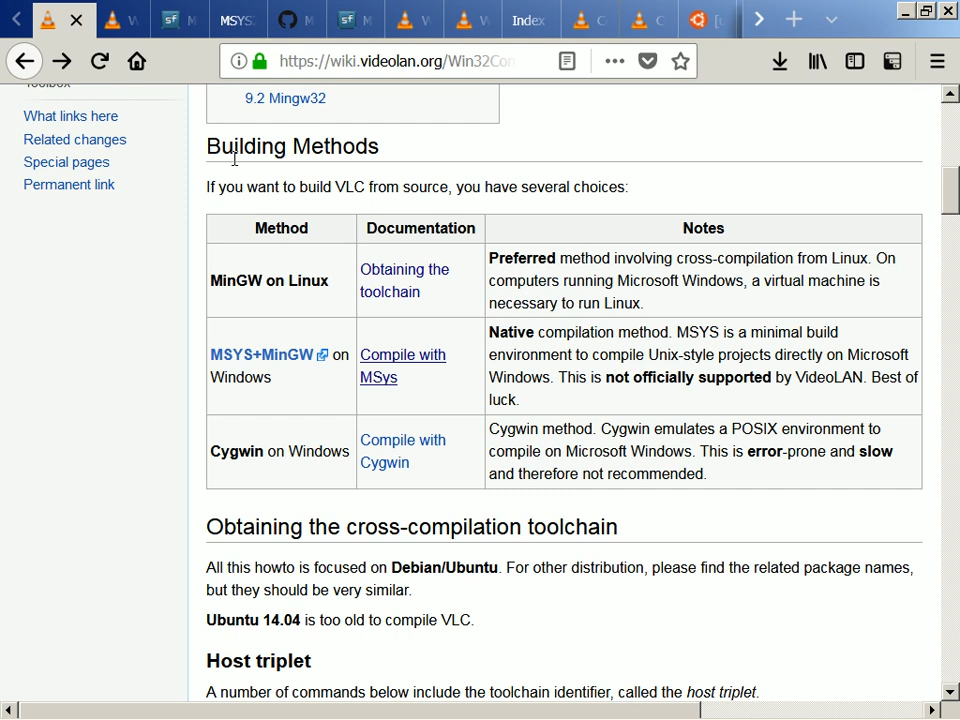 MSYS
Index
https://wiki.videolan.org/Win32Con
Toolbox
What links here
Related changes
Special pages
Permanent link
9.2 Mingw32
Building Methods
If you want to build VLC from source, you have several choices:
Method Documentation Notes
MinGW on Linux
Obtaining the
toolchain
Preferred method involving cross-compilation from Linux. On
computers running Microsoft Windows, a virtual machine is
necessary to run Linux.
MSYS+MinGW on
Windows
Compile with
MSys
Native compilation method. MSYS is a minimal build
environment to compile Unix-style projects directly on Microsoft
Windows. This is not officially supported by VideoLAN. Best of
luck.
Cygwin on Windows
Compile with
Cygwin
Cygwin method. Cygwin emulates a POSIX environment to
compile on Microsoft Windows. This is error-prone and slow
and therefore not recommended.
Obtaining the cross-compilation toolchain
All this howto is focused on Debian/Ubuntu. For other distribution, please find the related package names,
but they should be very similar.
Ubuntu 14.04 is too old to compile VLC.
Host triplet
A number of commands below include the toolchain identifier, called the host triplet.